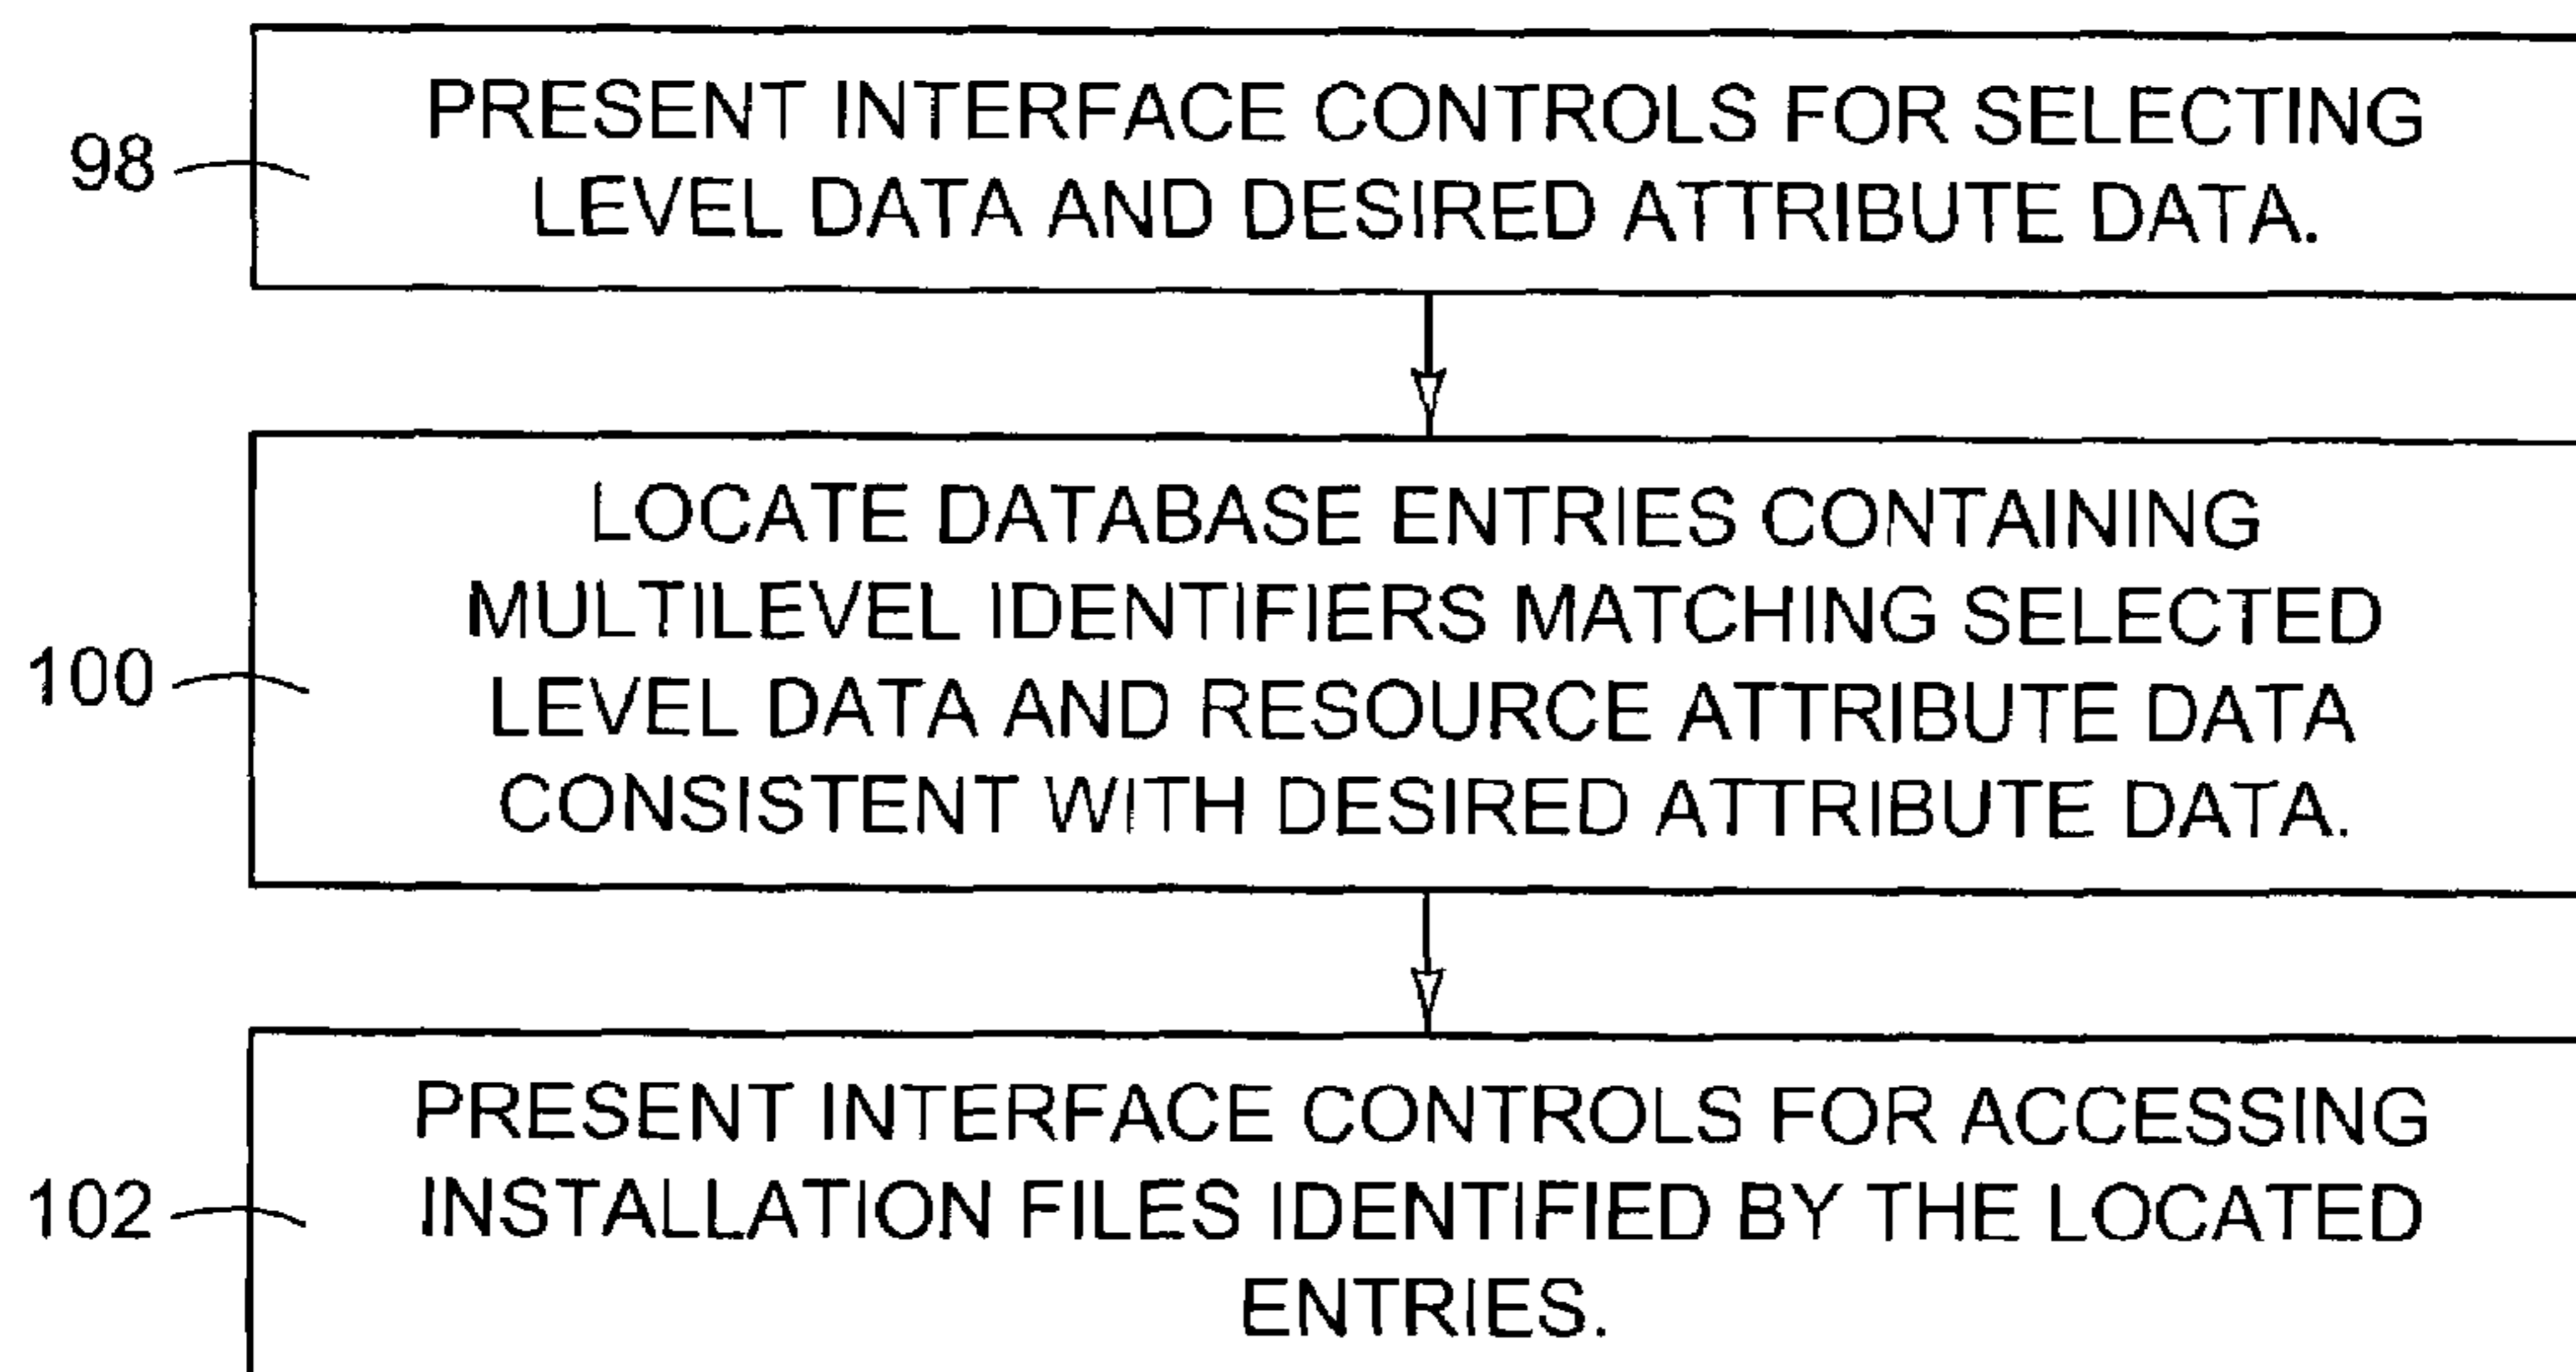 PRESENT INTERFACE CONTROLS FOR SELECTING
98
LEVEL DATA AND DESIRED ATTRIBUTE DATA.
LOCATE DATABASE ENTRIES CONTAINING
MULTILEVEL IDENTIFIERS MATCHING SELECTED
100
LEVEL DATA AND RESOURCE ATTRIBUTE DATA
CONSISTENT WITH DESIRED ATTRIBUTE DATA.
PRESENT INTERFACE CONTROLS FOR ACCESSING
102
INSTALLATION FILES IDENTIFIED BY THE LOCATED
ENTRIES.